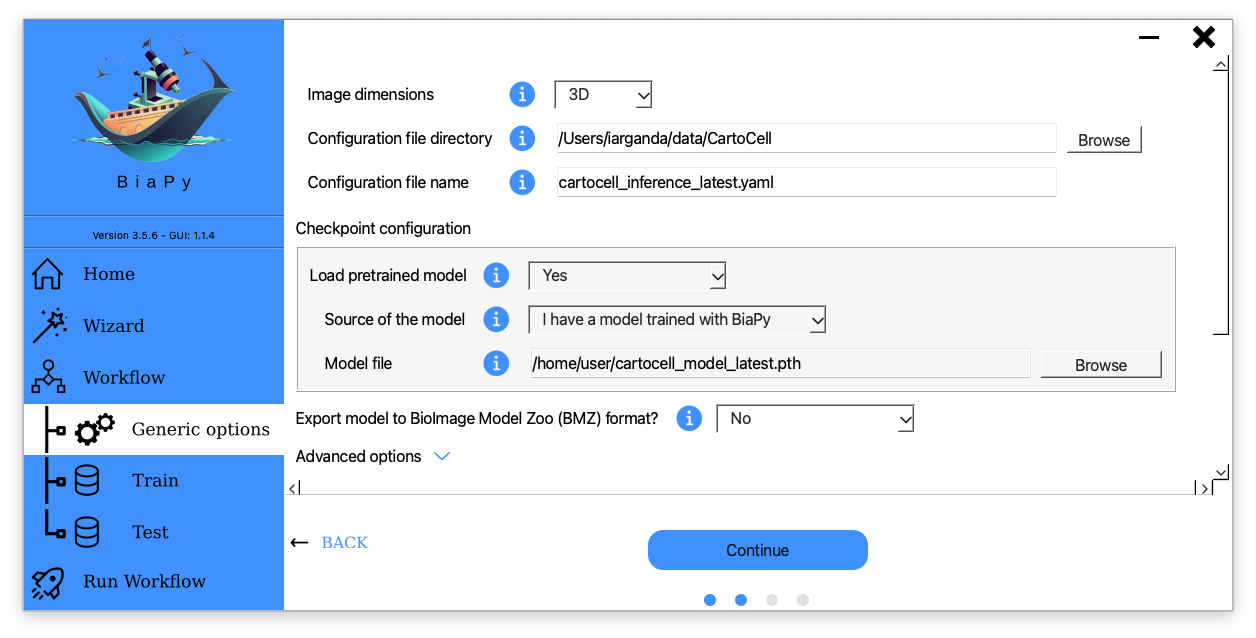 BiaPy
Version 3.5.6 - GUI: 1.1.4
Home
Wizard
Workflow
Generic options
Train
Test
Run Workflow
Image dimensions i 3D
Configuration file directory i /Users/iarganda/data/CartoCell Browse
Configuration file name i cartocell_inference_latest.yaml
Checkpoint configuration
Load pretrained model i Yes
Source of the model i I have a model trained with BiaPy
Model file i /home/user/cartocell_model_latest.pth Browse
Export model to BioImage Model Zoo (BMZ) format? i No
Advanced options
BACK
Continue